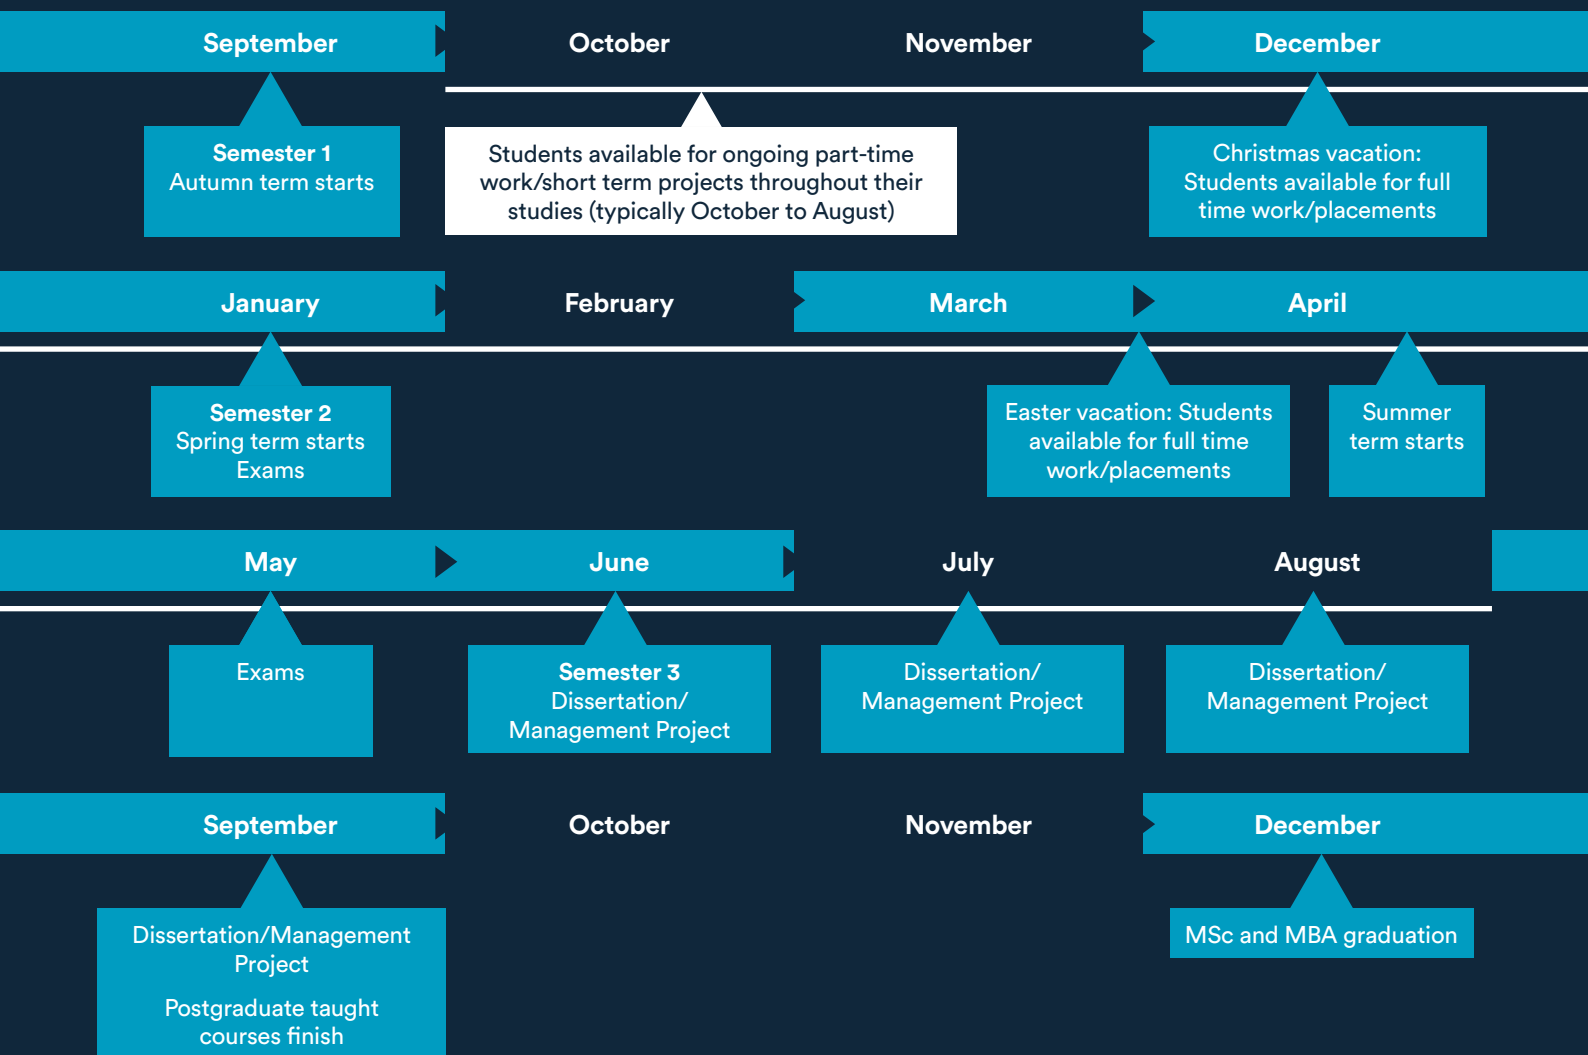 September
October
November
December
Semester 1
Autumn term starts
Students available for ongoing part-time
work/short term projects throughout their
studies (typically October to August)
Christmas vacation:
Students available for full
time work/placements
January
February
March
April
Semester 2
Spring term starts
Exams
Easter vacation: Students
available for full time
work/placements
Summer
term starts
May
June
July
August
Exams
Semester 3
Dissertation/
Management Project
Dissertation/
Management Project
Dissertation/
Management Project
September
October
November
December
Dissertation/Management
Project
Postgraduate taught
courses finish
MSc and MBA graduation